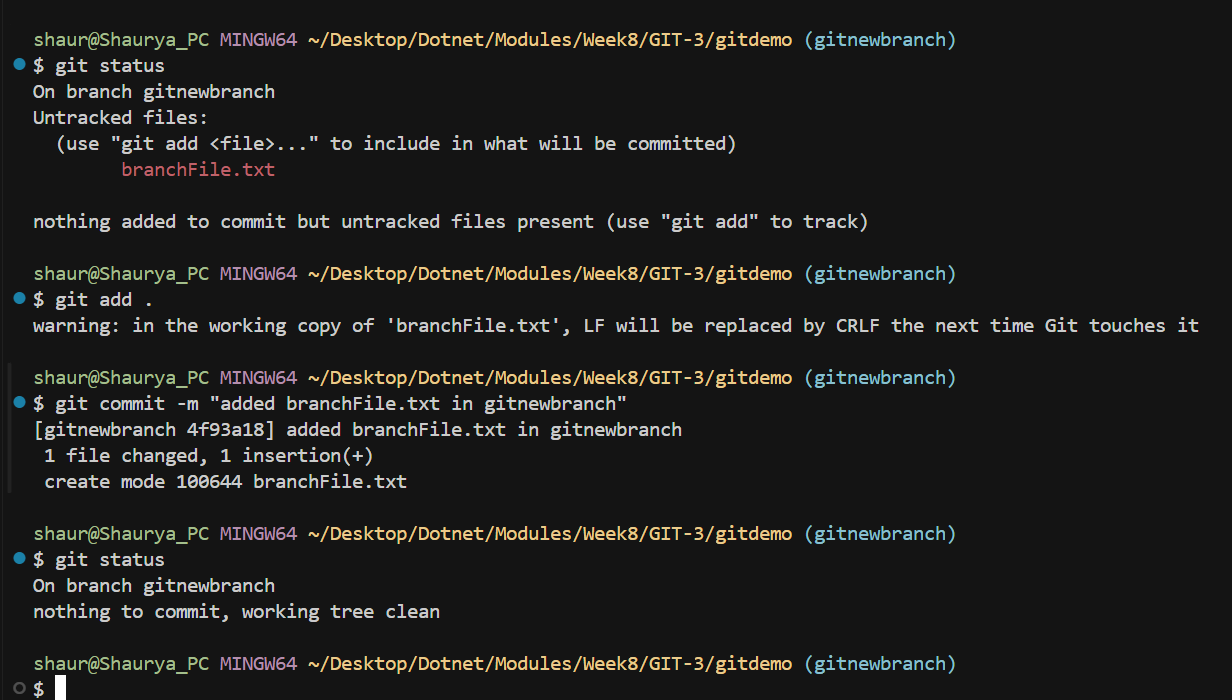 shaur@Shaurya_PC MINGW64 ~/Desktop/Dotnet/Modules/Week8/GIT-3/gitdemo (gitnewbranch)
$ git status
On branch gitnewbranch
Untracked files:
  (use "git add <file>..." to include in what will be committed)
        branchFile.txt

nothing added to commit but untracked files present (use "git add" to track)

shaur@Shaurya_PC MINGW64 ~/Desktop/Dotnet/Modules/Week8/GIT-3/gitdemo (gitnewbranch)
$ git add .
warning: in the working copy of 'branchFile.txt', LF will be replaced by CRLF the next time Git touches it

shaur@Shaurya_PC MINGW64 ~/Desktop/Dotnet/Modules/Week8/GIT-3/gitdemo (gitnewbranch)
$ git commit -m "added branchFile.txt in gitnewbranch"
[gitnewbranch 4f93a18] added branchFile.txt in gitnewbranch
 1 file changed, 1 insertion(+)
 create mode 100644 branchFile.txt

shaur@Shaurya_PC MINGW64 ~/Desktop/Dotnet/Modules/Week8/GIT-3/gitdemo (gitnewbranch)
$ git status
On branch gitnewbranch
nothing to commit, working tree clean

shaur@Shaurya_PC MINGW64 ~/Desktop/Dotnet/Modules/Week8/GIT-3/gitdemo (gitnewbranch)
$